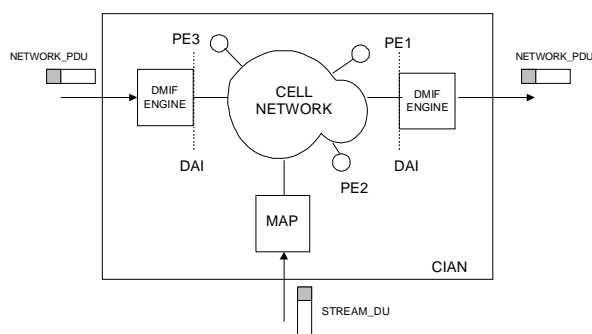 PE3
PE1
NETWORK_PDU
NETWORK_PDU
DMIF
ENGINE
CELL
NETWORK
DMIF
ENGINE
DAI
DAI
PE2
MAP
CIAN
STREAM_DU